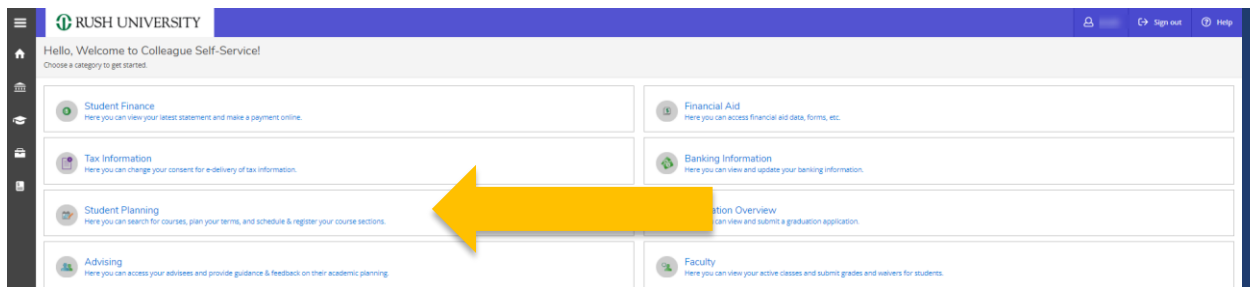 RUSH UNIVERSITY
Sign out
Help
Hello, Welcome to Colleague Self-Service!
Choose a category to get started.
Student Finance
Here you can view your latest statement and make a payment online.
Financial Aid
Here you can access financial aid data, forms, etc.
Tax Information
Here you can change your consent for e-delivery of tax information.
Banking Information
Here you can view and update your banking information.
Student Planning
Here you can search for courses, plan your terms, and schedule & register your course sections.
Overview
can view and submit a graduation application.
Advising
Here you can access your advisees and provide guidance & feedback on their academic planning.
Faculty
Here you can view your active classes and submit grades and waivers for students.